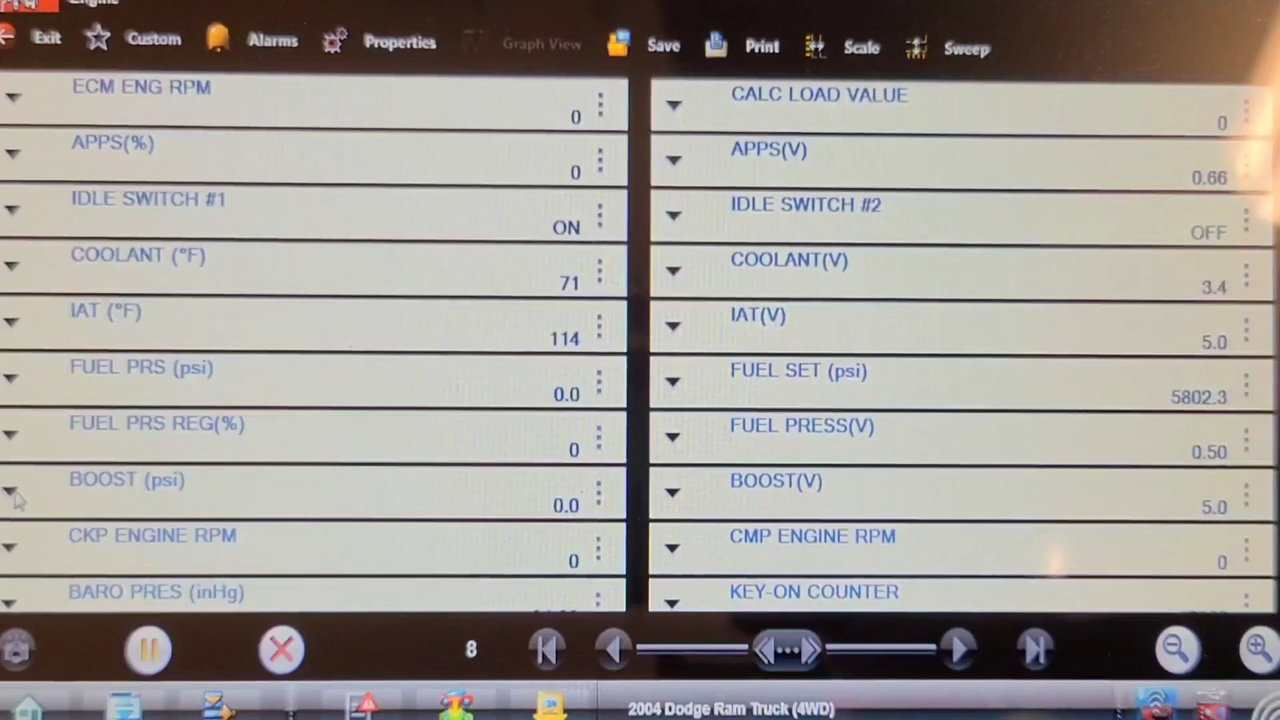 Engine
Exit Custom Alarms Properties Graph View Save Print Scale Sweep
ECM ENG RPM 0 CALC LOAD VALUE 0
APPS(%) 0 APPS(V) 0.66
IDLE SWITCH #1 ON IDLE SWITCH #2 OFF
COOLANT (°F) 71 COOLANT(V) 3.4
IAT (°F) 114 IAT(V) 5.0
FUEL PRS (psi) 0.0 FUEL SET (psi) 5802.3
FUEL PRS REG(%) 0 FUEL PRESS(V) 0.50
BOOST (psi) 0.0 BOOST(V) 5.0
CKP ENGINE RPM 0 CMP ENGINE RPM 0
BARO PRES (inHg) KEY-ON COUNTER
8
2004 Dodge Ram Truck (4WD)